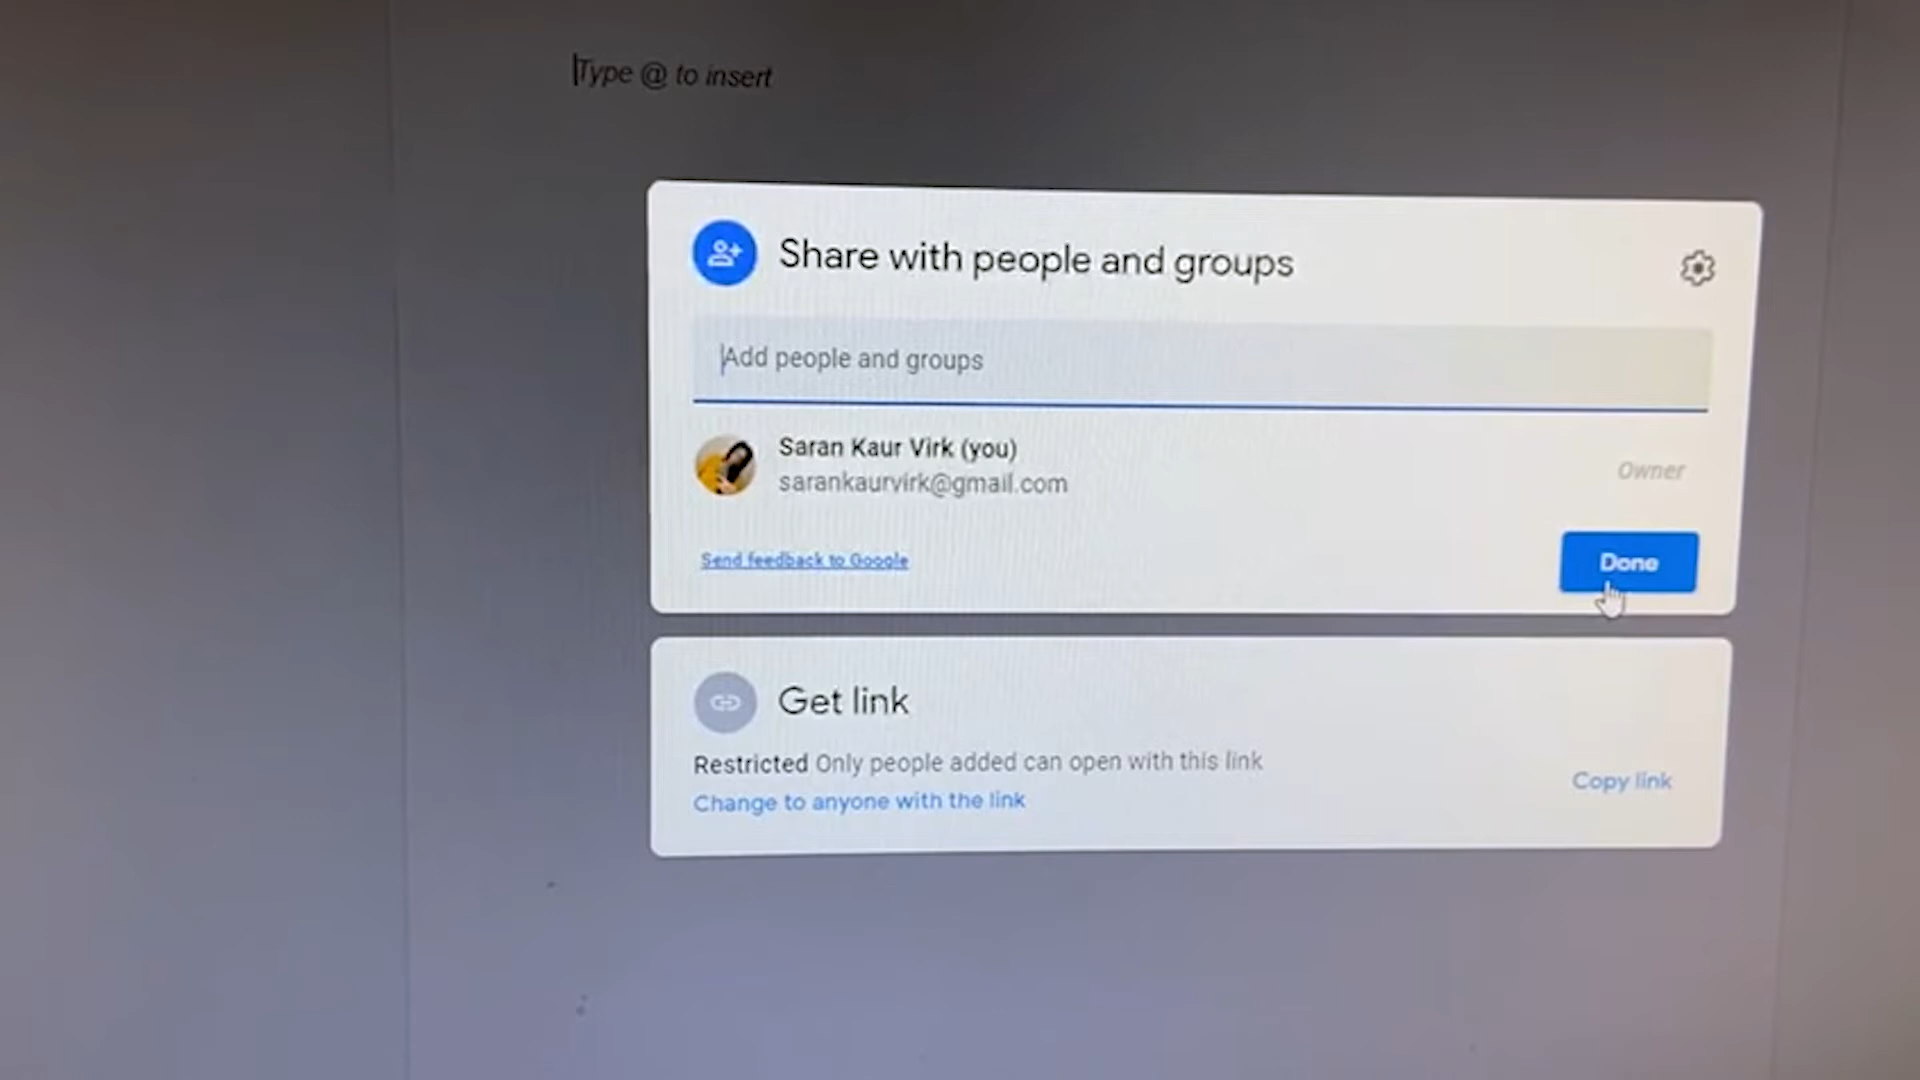 Type @ to insert
Share with people and groups
Add people and groups
Saran Kaur Virk (you)
sarankaurvirk@gmail.com
Owner
Send feedback to Google
Done
Get link
Restricted Only people added can open with this link
Change to anyone with the link
Copy link